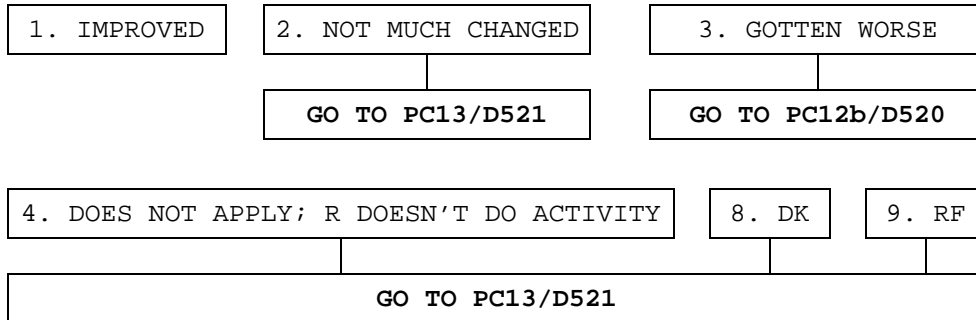 1. IMPROVED 2. NOT MUCH CHANGED 3. GOTTEN WORSE
GO TO PC13/D521 GO TO PC12b/D520
4. DOES NOT APPLY; R DOESN'T DO ACTIVITY 8. DK 9. RF
GO TO PC13/D521